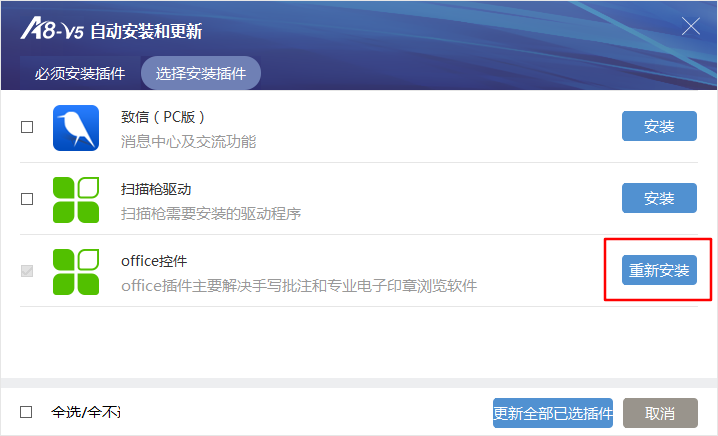 A8-V5 自动安装和更新
必须安装插件 选择安装插件
致信（PC版）
消息中心及交流功能
安装
扫描枪驱动
扫描枪需要安装的驱动程序
安装
office控件
office插件主要解决手写批注和专业电子印章浏览软件
重新安装
全选/全不
更新全部已选插件 取消